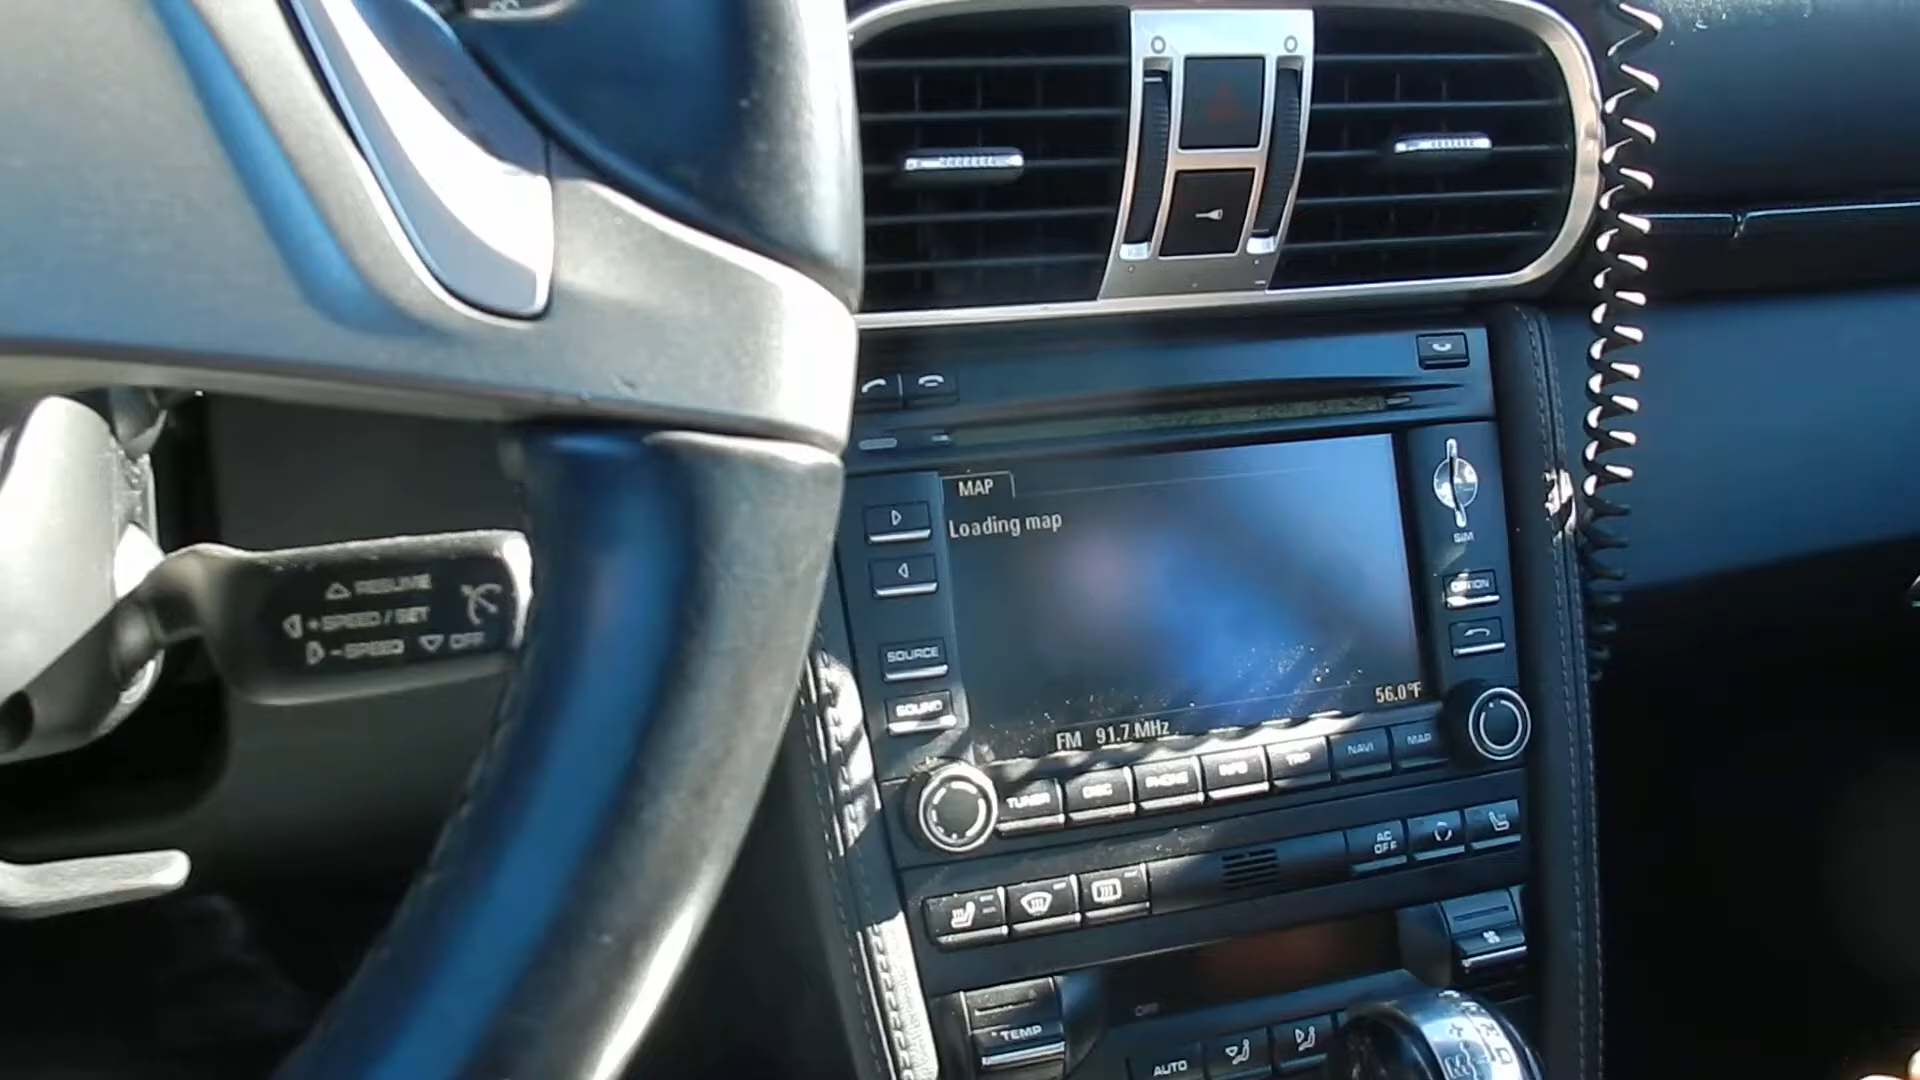 MAP
Loading map
SIM
OPTION
SOURCE
SOUND
56.0°F
FM 91.7 MHz
TUNER DISC PHONE INFO TRIP NAVI MAP
RESUME
+SPEED / SET
-SPEED OFF
AC
OFF
OFF
TEMP
AUTO
+ M
D
M